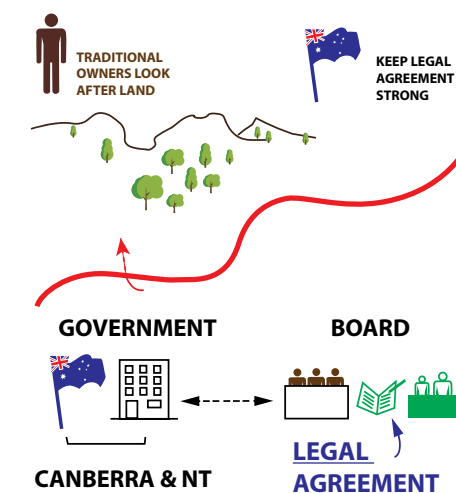 TRADITIONAL
OWNERS LOOK
AFTER LAND
KEEP LEGAL
AGREEMENT
STRONG
GOVERNMENT
BOARD
LEGAL
AGREEMENT
CANBERRA & NT